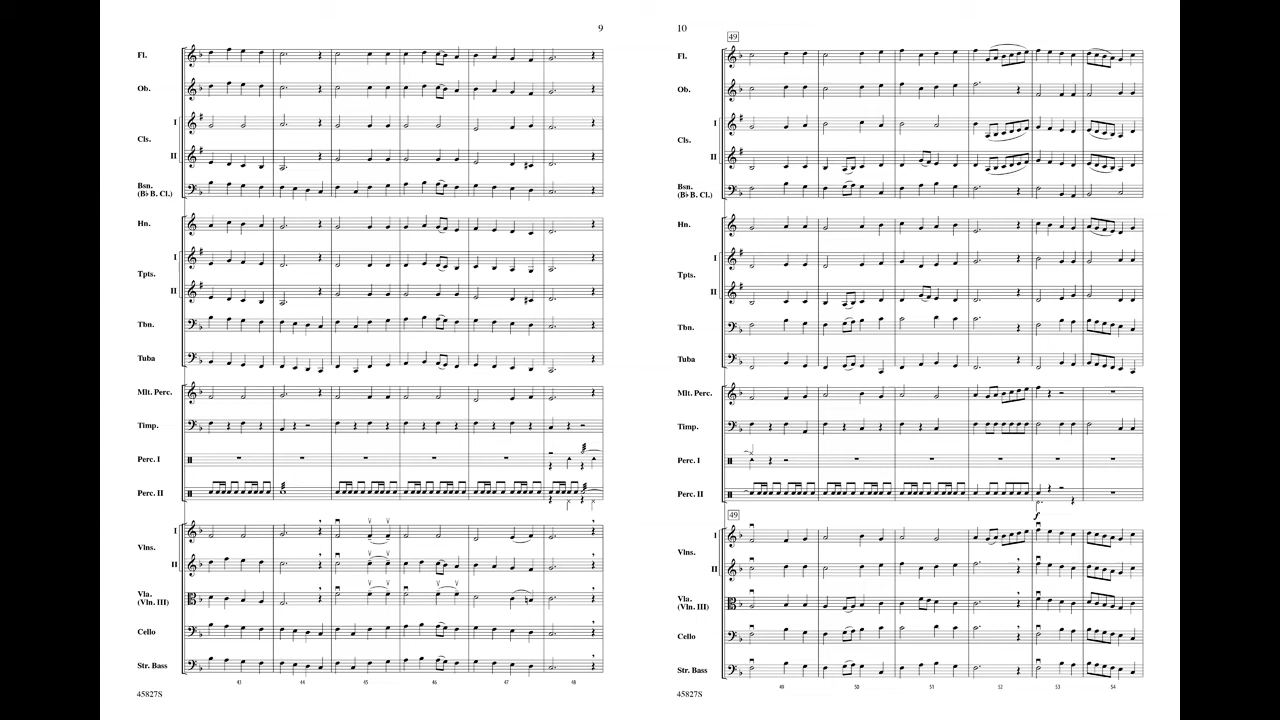 9
Fl.
Ob.
I
Cls.
II
Bsn.
(B♭ B. Cl.)
Hn.
I
Tpts.
II
Tbn.
Tuba
Mlt. Perc.
Timp.
Perc. I
Perc. II
I
Vlns.
II
Vla.
(Vln. III)
Cello
Str. Bass
43 44 45 46 47 48
45827S
10
49
Fl.
Ob.
I
Cls.
II
Bsn.
(B♭ B. Cl.)
Hn.
I
Tpts.
II
Tbn.
Tuba
Mlt. Perc.
Timp.
Perc. I
Perc. II
f
49
I
Vlns.
II
Vla.
(Vln. III)
Cello
Str. Bass
49 50 51 52 53 54
45827S